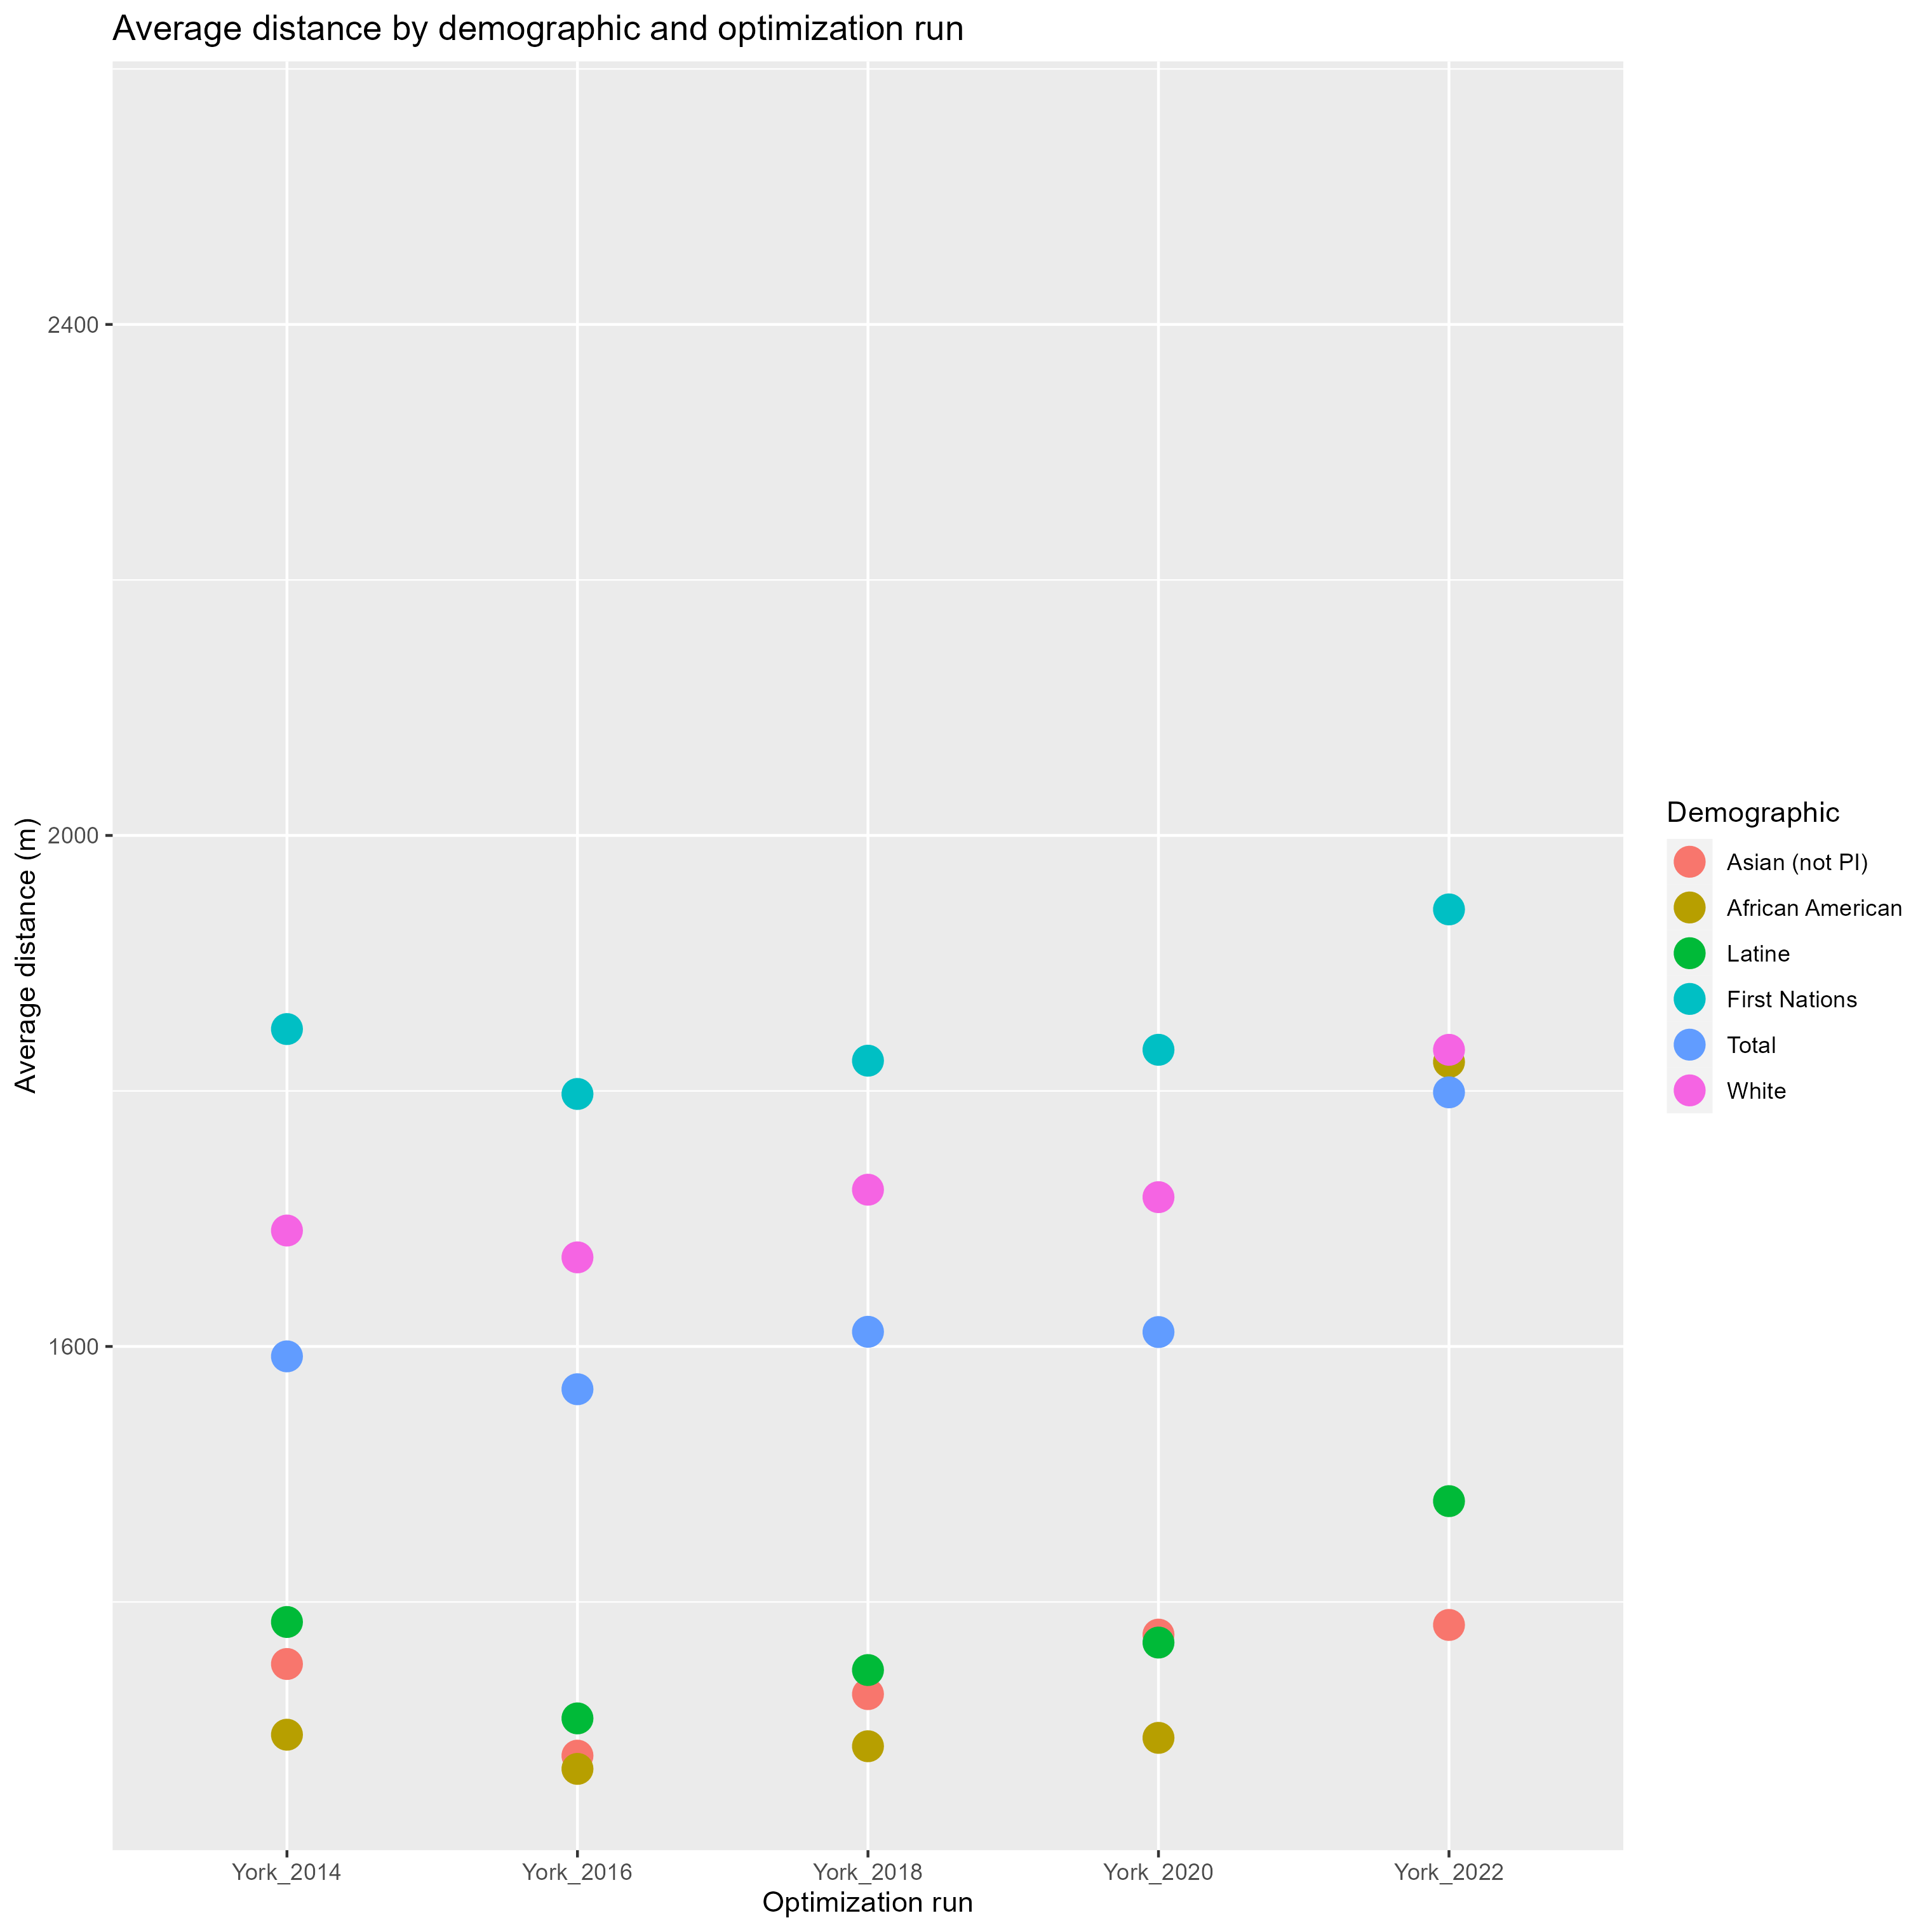 Average distance by demographic and optimization run
2400
2000
1600
Average distance (m)
York_2014
York_2016
York_2018
York_2020
York_2022
Optimization run
Demographic
Asian (not PI)
African American
Latine
First Nations
Total
White